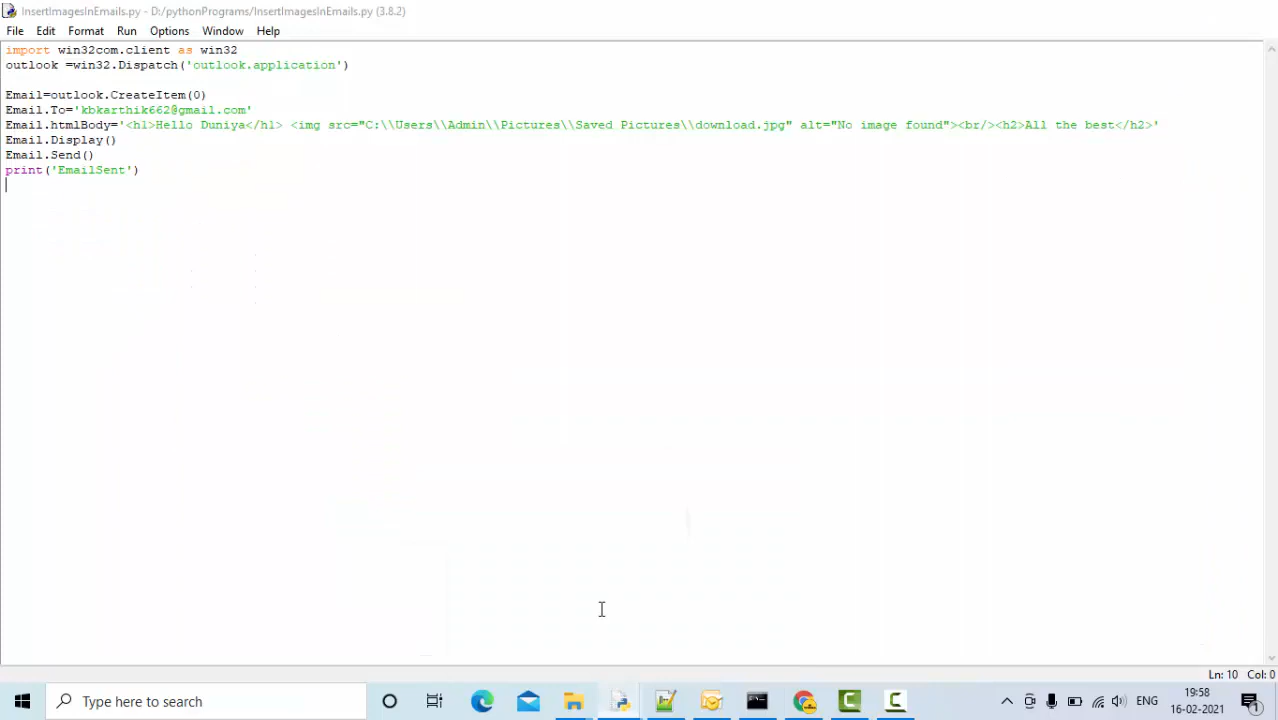 InsertImagesInEmails.py - D:/pythonPrograms/InsertImagesInEmails.py (3.8.2)
File Edit Format Run Options Window Help
import win32com.client as win32
outlook =win32.Dispatch('outlook.application')
Email=outlook.CreateItem(0)
Email.To='kbkarthik662@gmail.com'
Email.htmlBody='<h1>Hello Duniya</h1> <img src="C:\\Users\\Admin\\Pictures\\Saved Pictures\\download.jpg" alt="No image found"><br/><h2>All the best</h2>'
Email.Display()
Email.Send()
print('EmailSent')
Ln: 10 Col: 0
Type here to search
ENG
19:58
16-02-2021
1